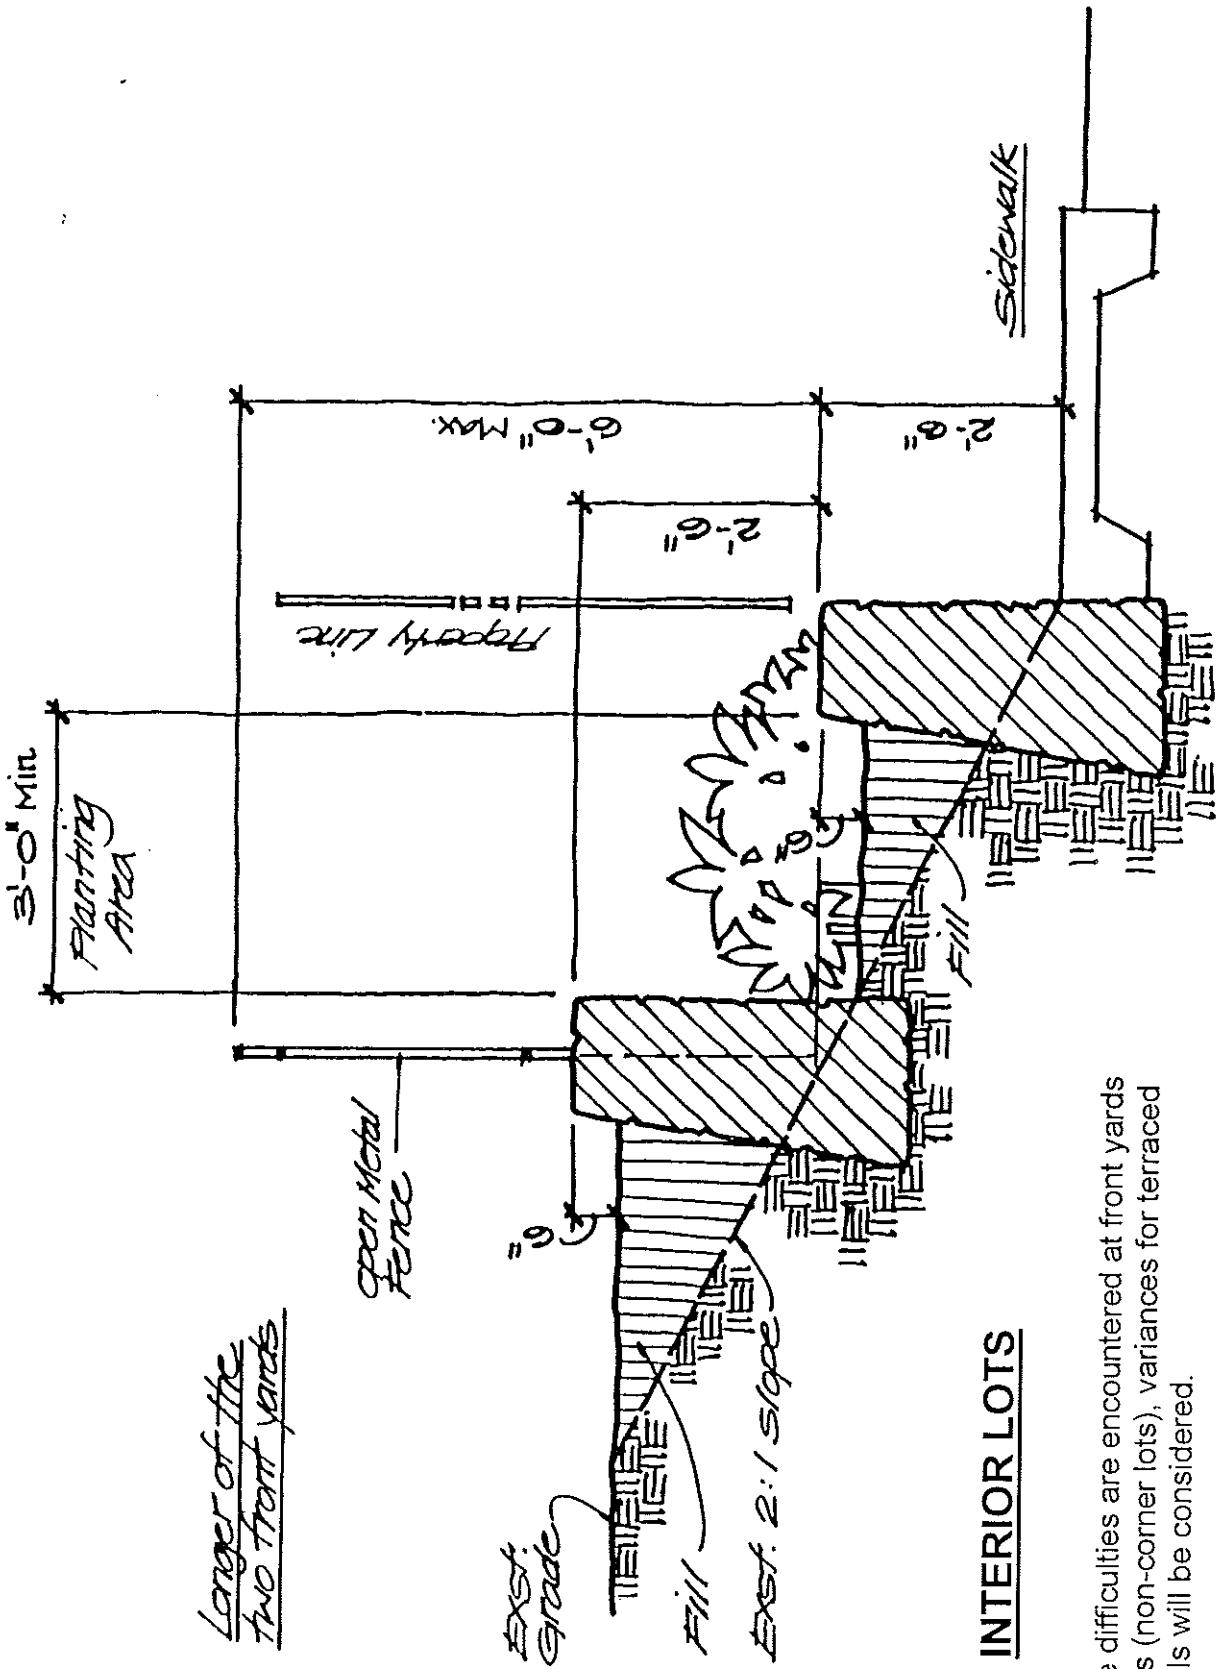 Longer of the
two front yards
3'-0" Min
Planting
Area
Open Metal
Fence
Property Line
6'-0" Max.
2'-6"
2'-6"
Sidewalk
6"
6"
Exst.
Grade
Fill
Fill
Exst. 2:1 Slope
INTERIOR LOTS
difficulties are encountered at front yards
(non-corner lots), variances for terraced
will be considered.